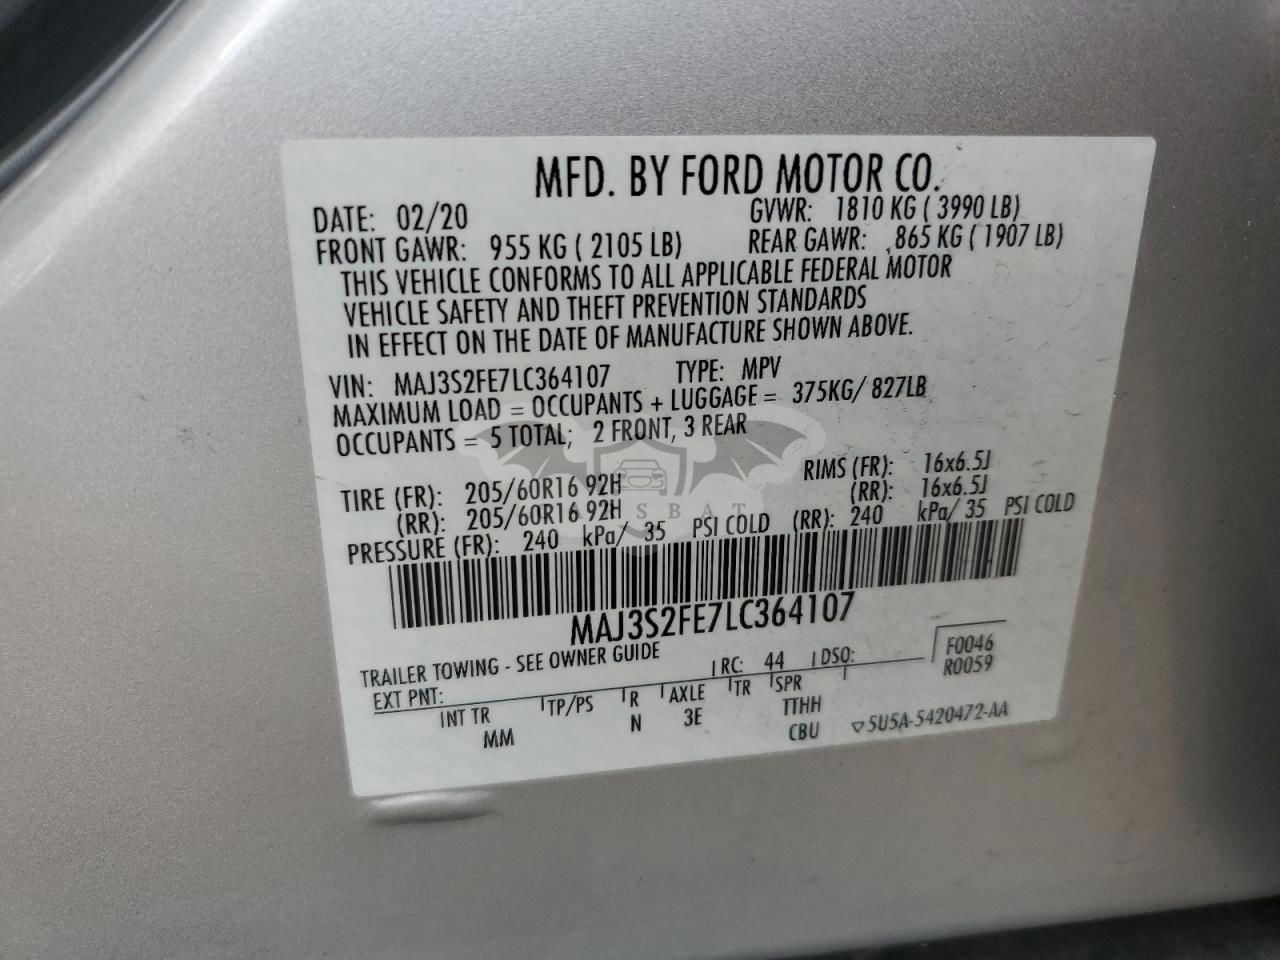 MFD. BY FORD MOTOR CO.
DATE: 02/20 GVWR: 1810 KG ( 3990 LB)
FRONT GAWR: 955 KG ( 2105 LB) REAR GAWR: 865 KG ( 1907 LB)
THIS VEHICLE CONFORMS TO ALL APPLICABLE FEDERAL MOTOR
VEHICLE SAFETY AND THEFT PREVENTION STANDARDS
IN EFFECT ON THE DATE OF MANUFACTURE SHOWN ABOVE.
VIN: MAJ3S2FE7LC364107 TYPE: MPV
MAXIMUM LOAD = OCCUPANTS + LUGGAGE = 375KG/ 827LB
OCCUPANTS = 5 TOTAL; 2 FRONT, 3 REAR
TIRE (FR): 205/60R16 92H RIMS (FR): 16x6.5J
(RR): 205/60R16 92H (RR): 16x6.5J
PRESSURE (FR): 240 kPa/ 35 PSI COLD (RR): 240 kPa/ 35 PSI COLD
MAJ3S2FE7LC364107
TRAILER TOWING - SEE OWNER GUIDE
EXT PNT: RC: 44 DSO: F0046
R0059
INT TR TP/PS R AXLE TR SPR
MM N 3E TTHH
CBU 5U5A-5420472-AA